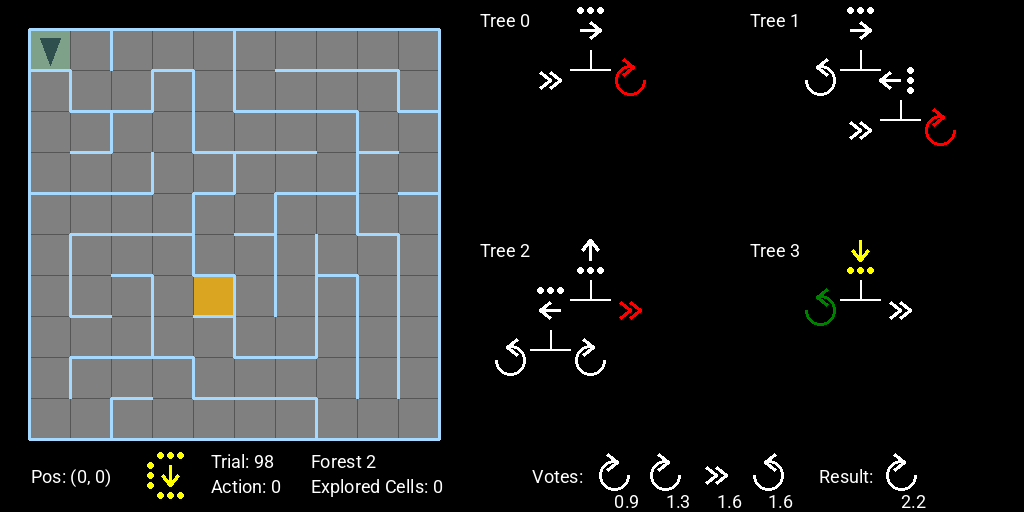 Tree 0
Tree 1
Tree 2
Tree 3
Pos: (0, 0)
Trial: 98
Forest 2
Action: 0
Explored Cells: 0
Votes:
Result:
0.9
1.3
1.6
1.6
2.2